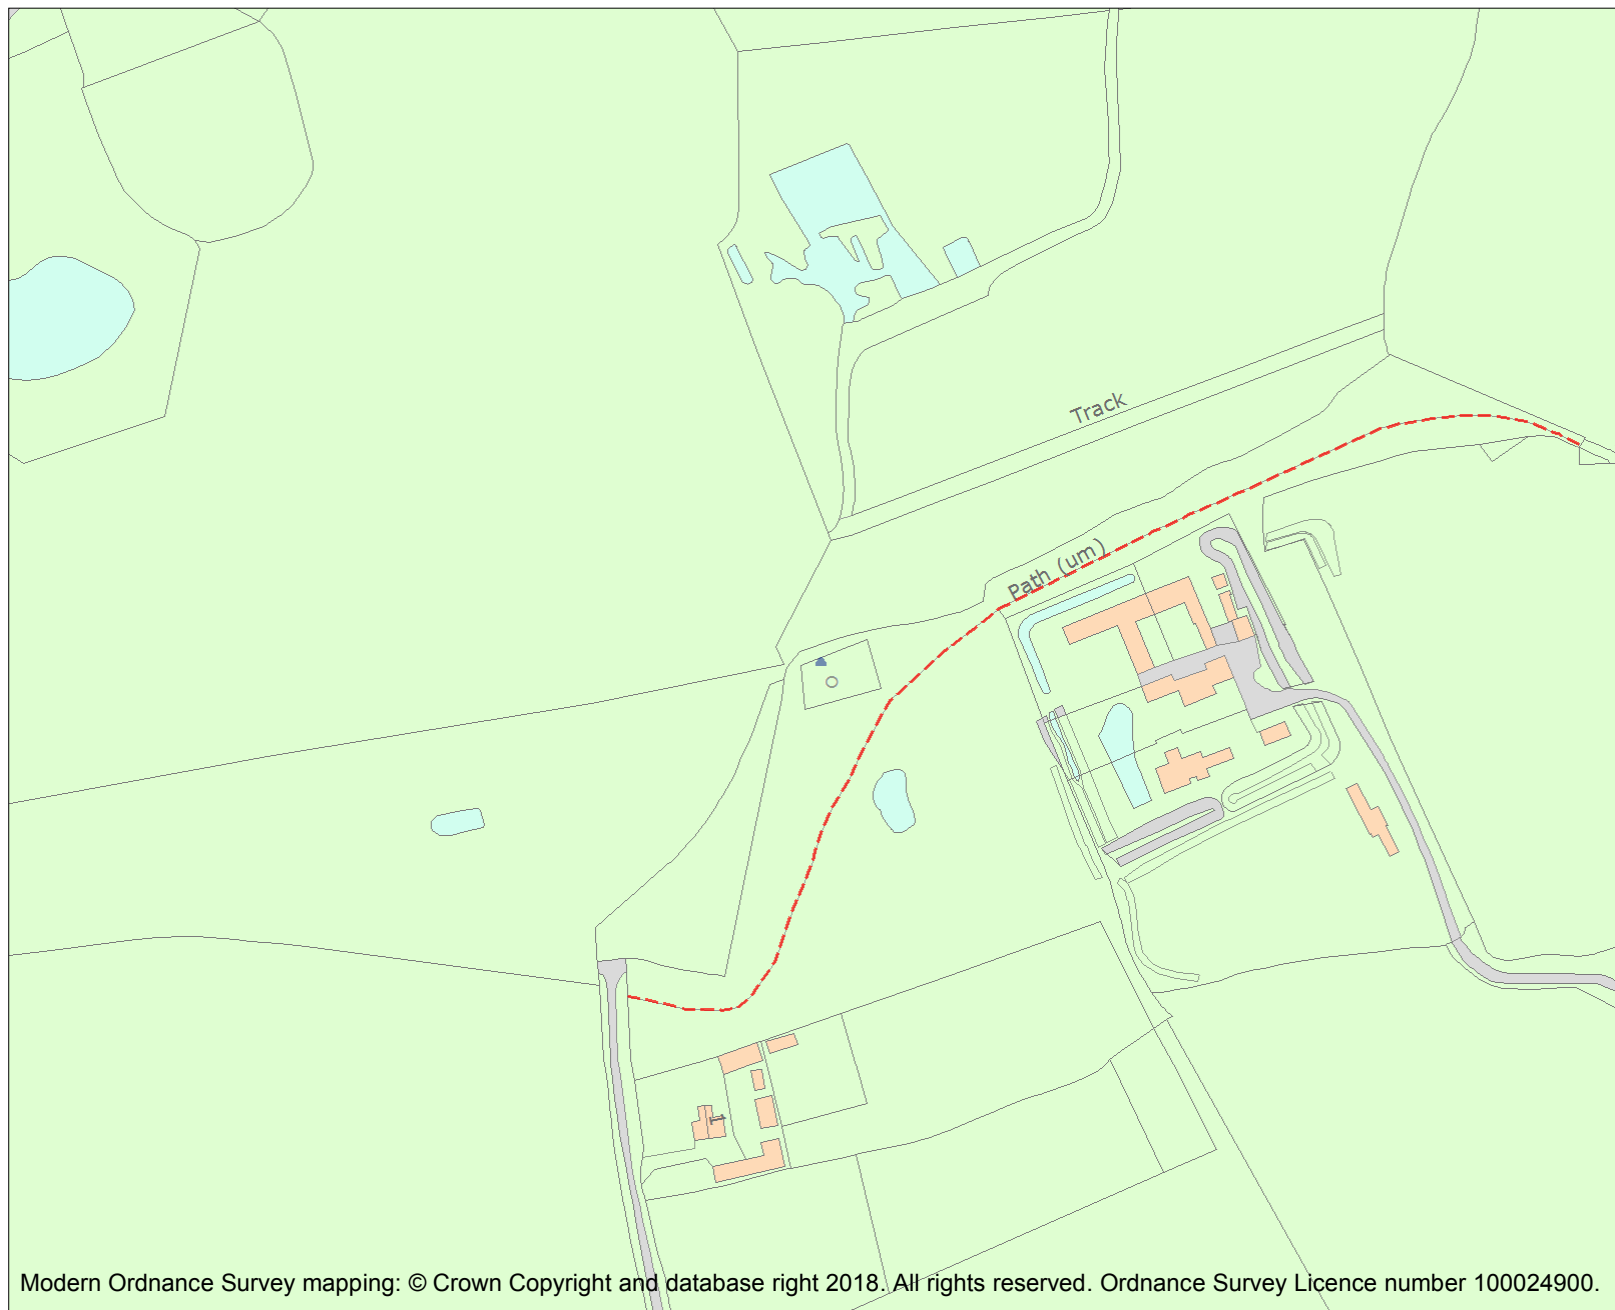 Track
Path (um)
1
Modern Ordnance Survey mapping: © Crown Copyright and database right 2018. All rights reserved. Ordnance Survey Licence number 100024900.